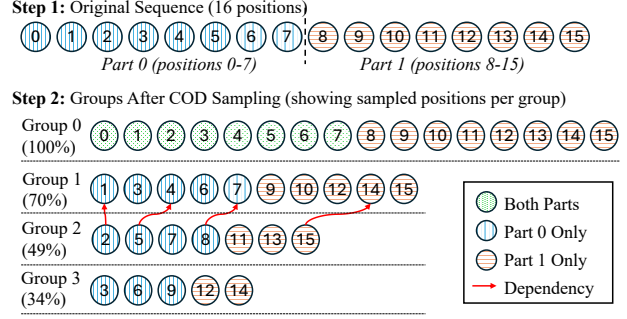 Step 1: Original Sequence (16 positions)
0 1 2 3 4 5 6 7 8 9 10 11 12 13 14 15
Part 0 (positions 0-7) Part 1 (positions 8-15)
Step 2: Groups After COD Sampling (showing sampled positions per group)
Group 0
(100%)
0 1 2 3 4 5 6 7 8 9 10 11 12 13 14 15
Group 1
(70%)
1 3 4 6 7 9 10 12 14 15
Group 2
(49%)
2 5 7 8 11 13 15
Group 3
(34%)
3 6 9 12 14
Both Parts
Part 0 Only
Part 1 Only
Dependency